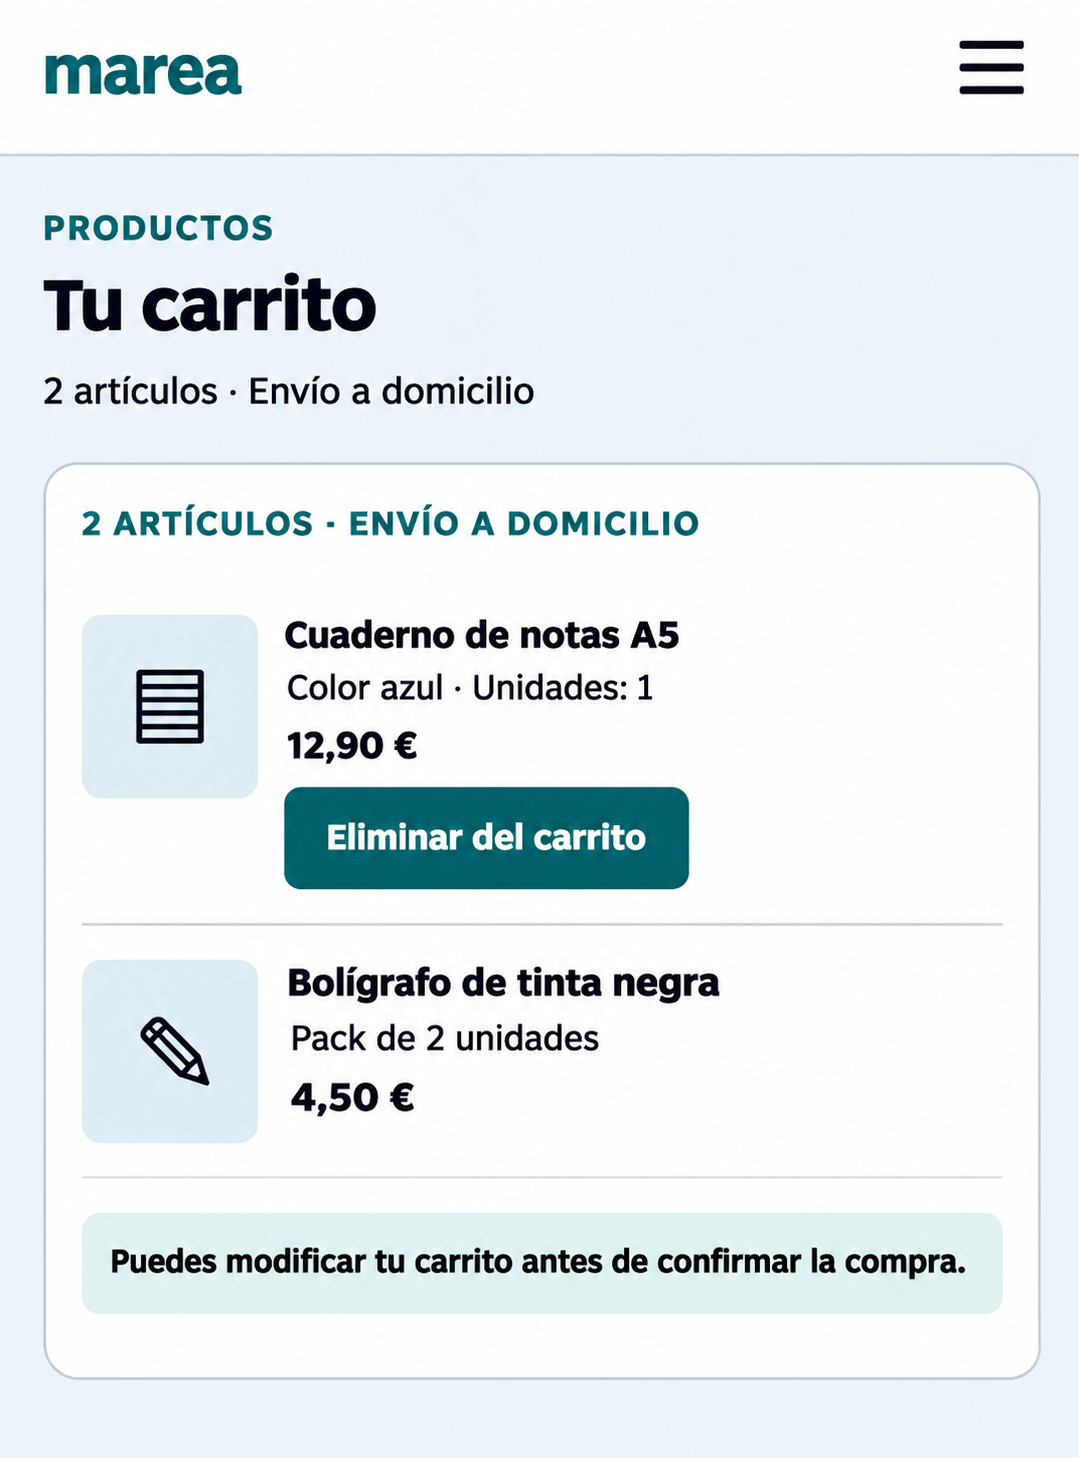 marea
PRODUCTOS
Tu carrito
2 artículos · Envío a domicilio
2 ARTÍCULOS · ENVÍO A DOMICILIO
Cuaderno de notas A5
Color azul · Unidades: 1
12,90 €
Eliminar del carrito
Bolígrafo de tinta negra
Pack de 2 unidades
4,50 €
Puedes modificar tu carrito antes de confirmar la compra.